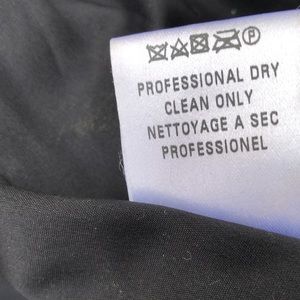 Ⓟ
PROFESSIONAL DRY
CLEAN ONLY
NETTOYAGE A SEC
PROFESSIONEL